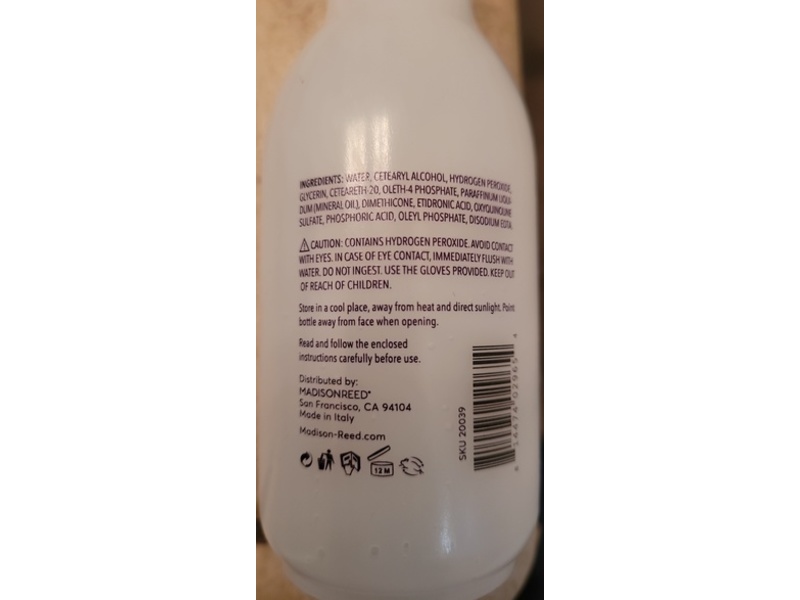 INGREDIENTS: WATER, CETEARYL ALCOHOL, HYDROGEN PEROXIDE,
GLYCERIN, CETEARETH-20, OLETH-4 PHOSPHATE, PARAFFINUM LIQUI-
DUM (MINERAL OIL), DIMETHICONE, ETIDRONIC ACID, OXYQUINOLINE
SULFATE, PHOSPHORIC ACID, OLEYL PHOSPHATE, DISODIUM EDTA.
CAUTION: CONTAINS HYDROGEN PEROXIDE. AVOID CONTACT
WITH EYES. IN CASE OF EYE CONTACT, IMMEDIATELY FLUSH WITH
WATER. DO NOT INGEST. USE THE GLOVES PROVIDED. KEEP OUT
OF REACH OF CHILDREN.
Store in a cool place, away from heat and direct sunlight. Point
bottle away from face when opening.
Read and follow the enclosed
instructions carefully before use.
Distributed by:
MADISONREED®
San Francisco, CA 94104
Made in Italy
Madison-Reed.com
12 M
SKU 20039